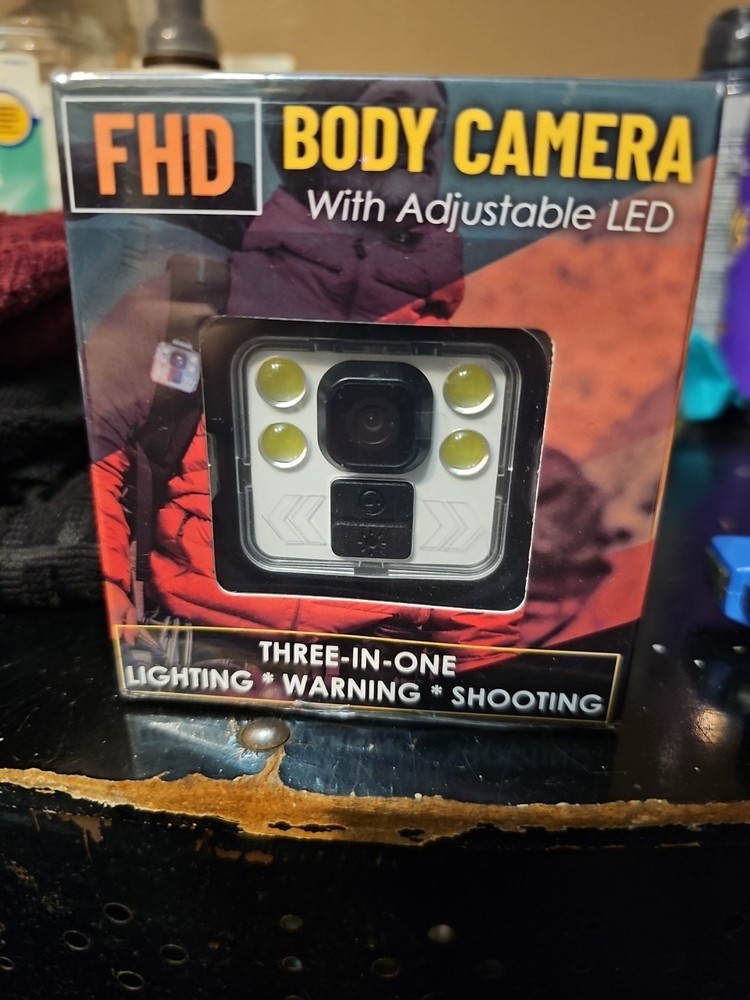 FHD
BODY CAMERA
With Adjustable LED
THREE-IN-ONE
LIGHTING * WARNING * SHOOTING